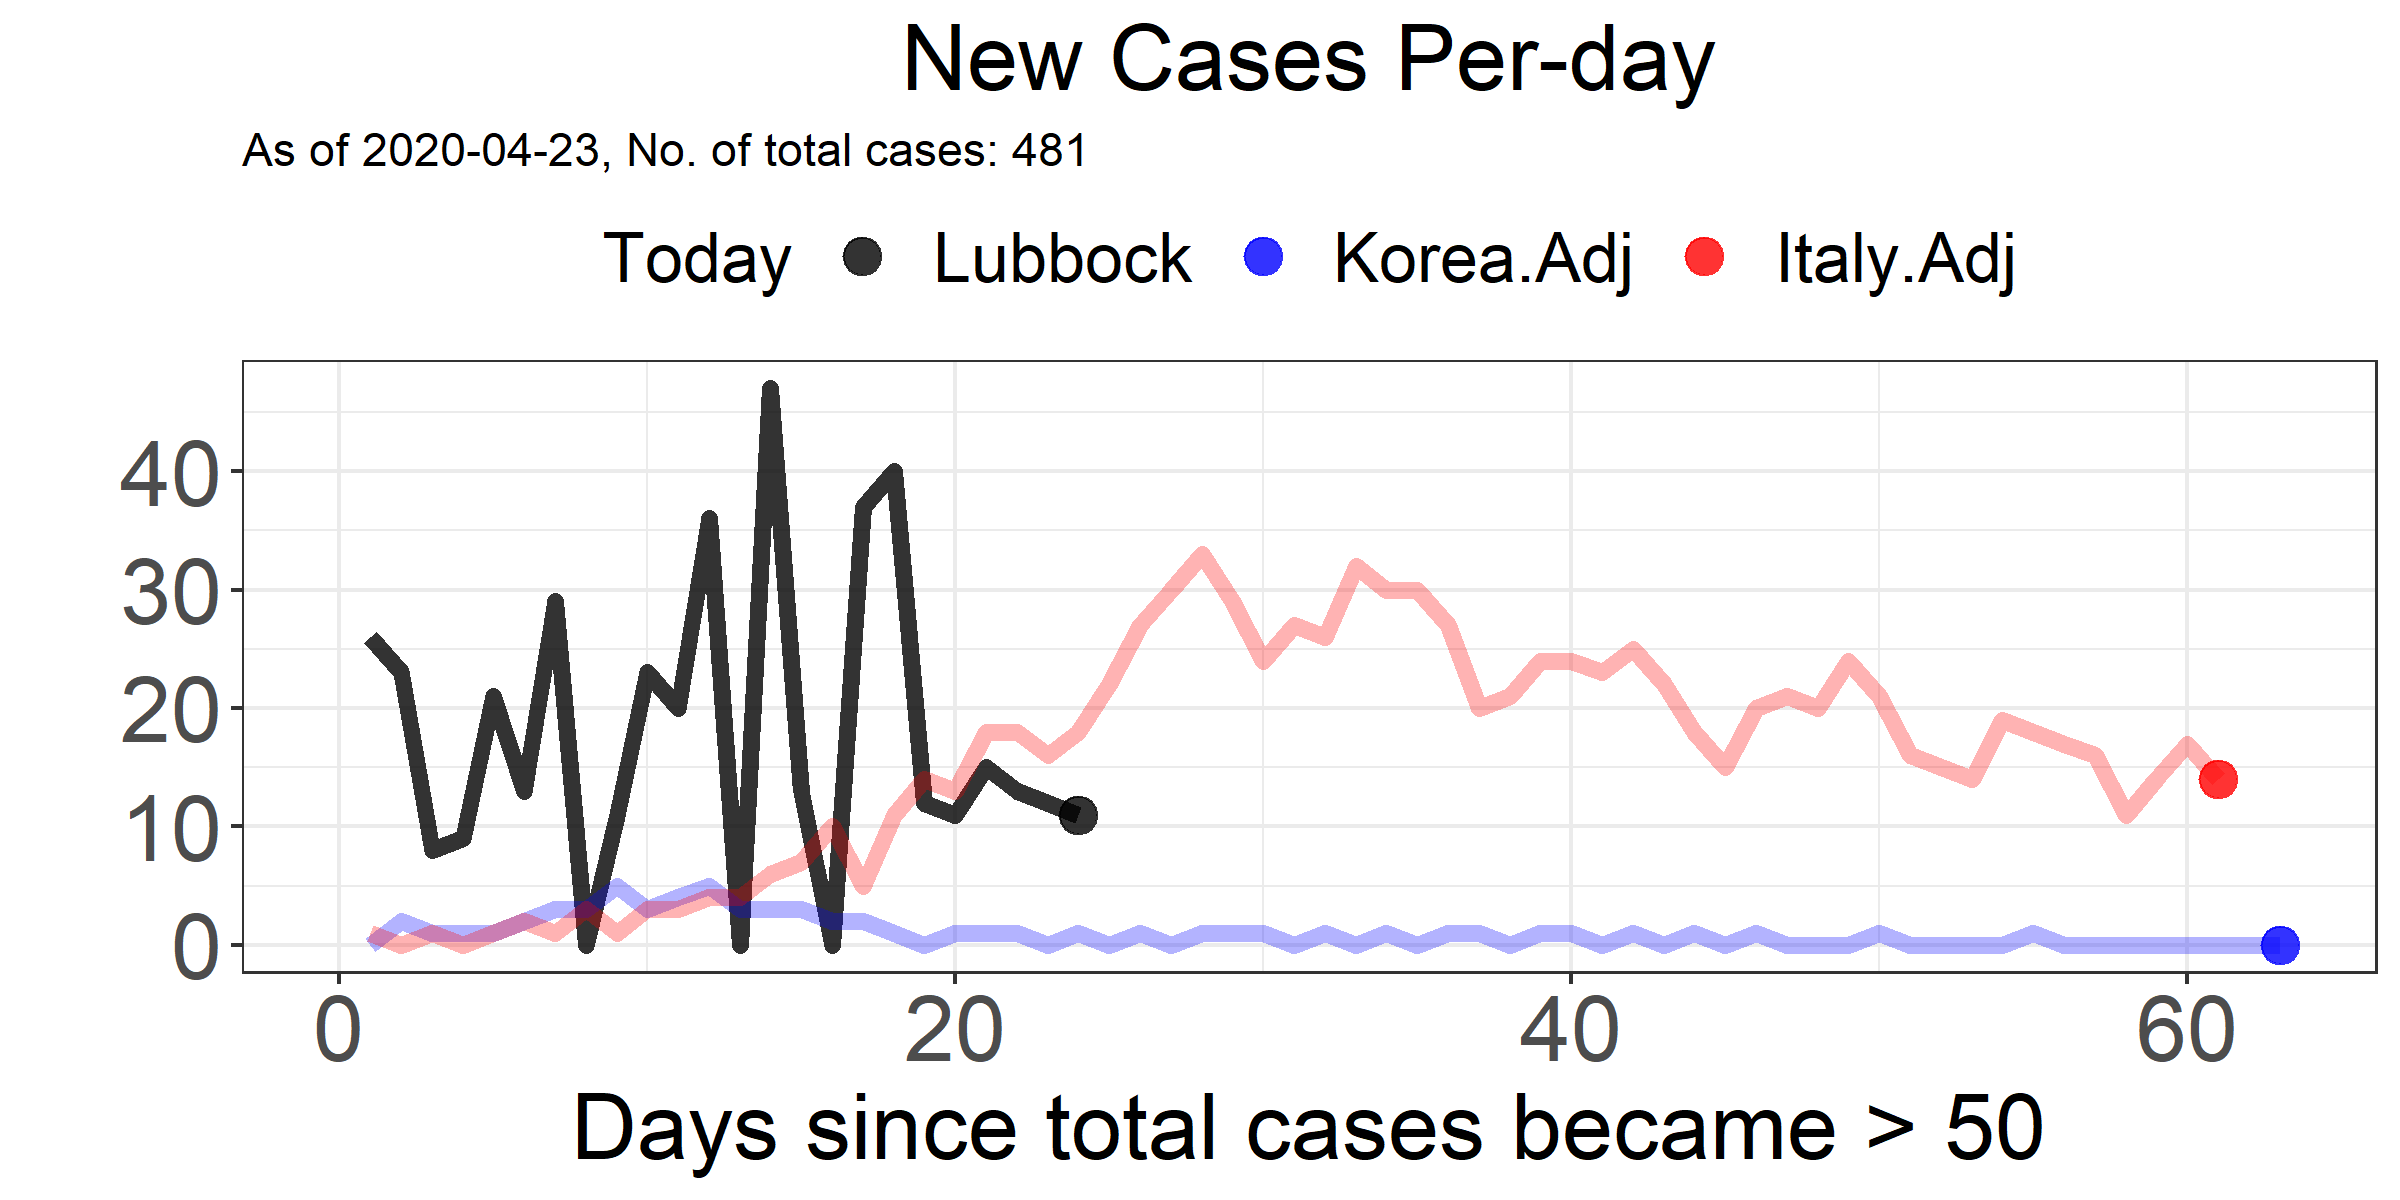 New Cases Per-day
As of 2020-04-23, No. of total cases: 481
Today Lubbock Korea.Adj Italy.Adj
40
30
20
10
0
0 20 40 60
Days since total cases became > 50